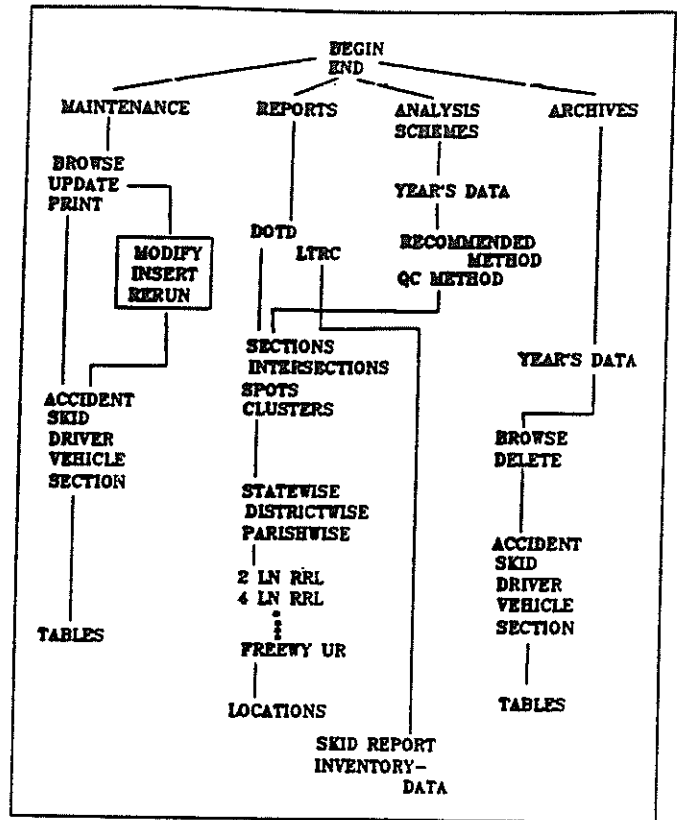 BEGIN
END
MAINTENANCE
REPORTS
ANALYSIS
SCHEMES
ARCHIVES
BROWSE
UPDATE
PRINT
MODIFY
INSERT
RERUN
ACCIDENT
SKID
DRIVER
VEHICLE
SECTION
TABLES
DOTD
LTRC
YEAR'S DATA
RECOMMENDED
METHOD
QC METHOD
SECTIONS
INTERSECTIONS
SPOTS
CLUSTERS
STATEWISE
DISTRICTWISE
PARISHWISE
2 LN RRL
4 LN RRL
FREEWY UR
LOCATIONS
SKID REPORT
INVENTORY-
DATA
YEAR'S DATA
BROWSE
DELETE
ACCIDENT
SKID
DRIVER
VEHICLE
SECTION
TABLES